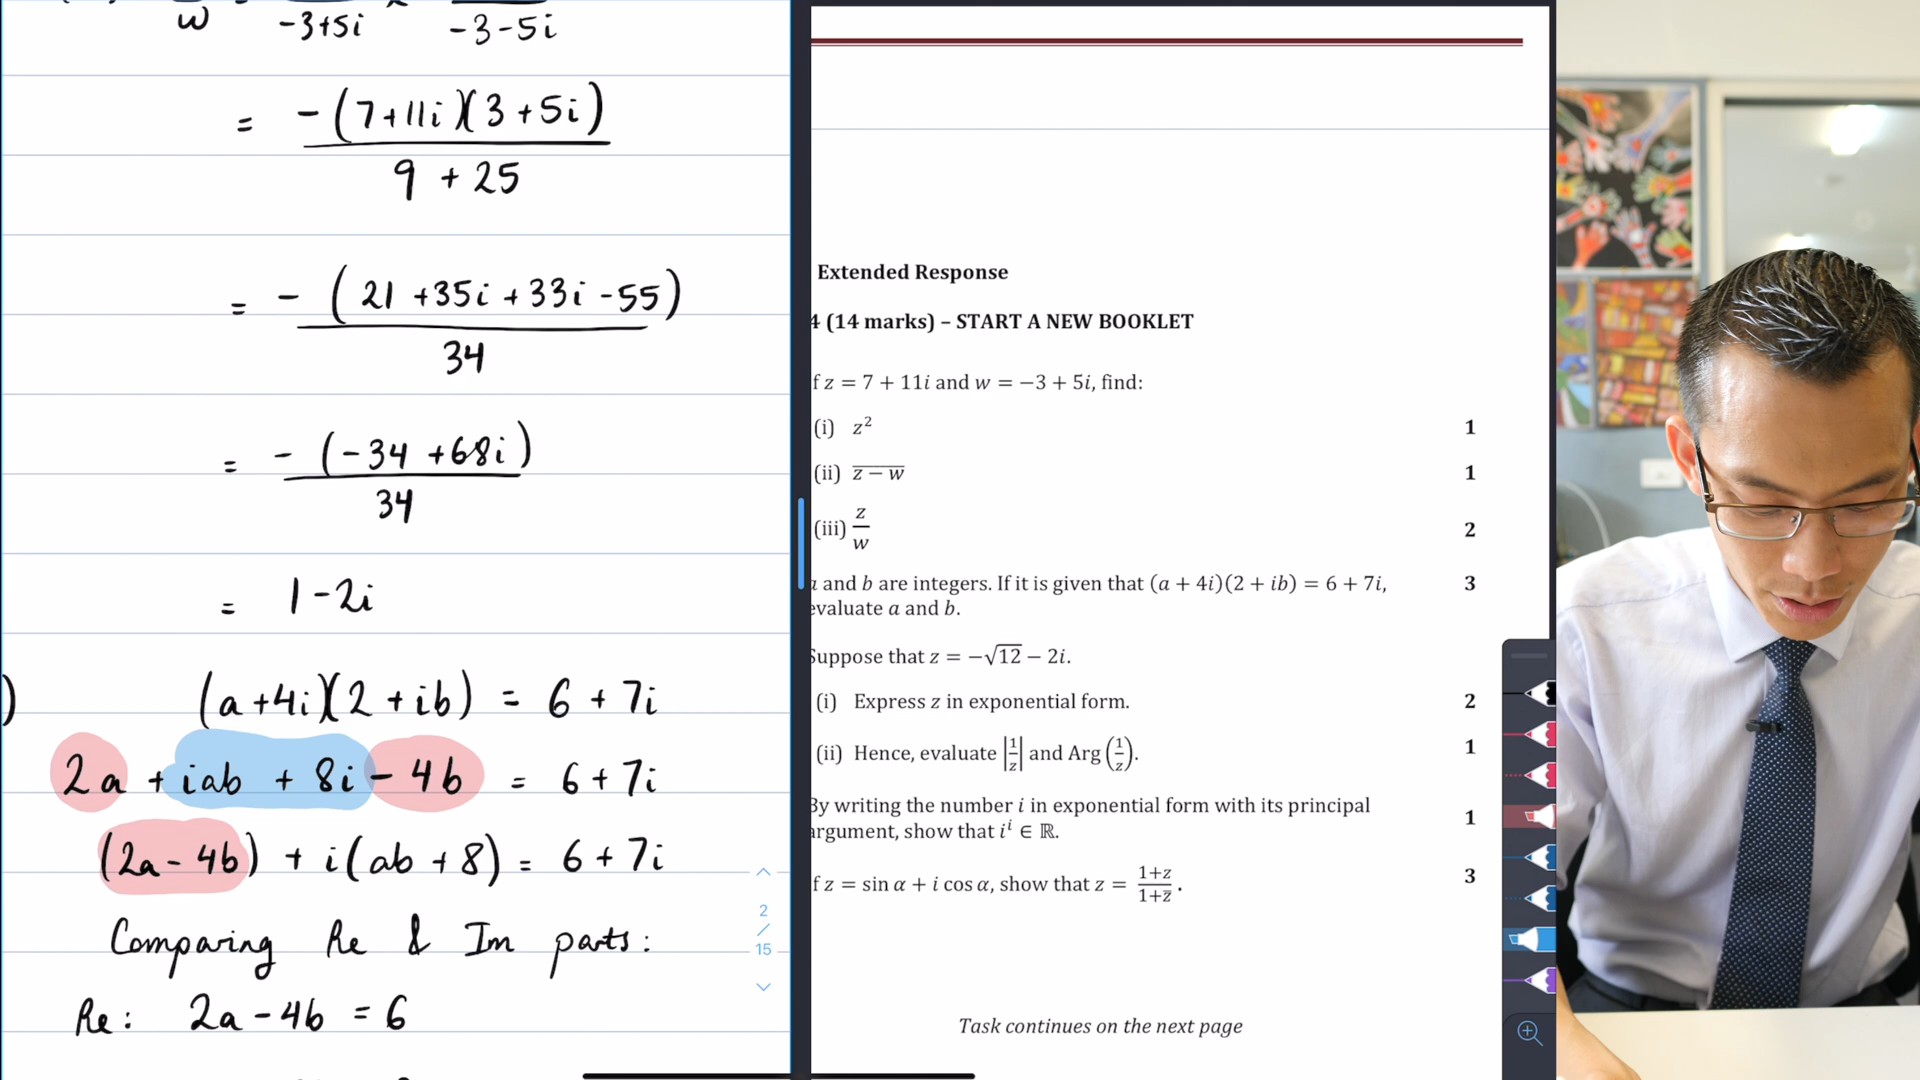 w -3+5i × -3-5i
= -(7+11i)(3+5i)
9 + 25
= - (21 +35i + 33i -55)
34
= - (-34 +68i)
34
= 1-2i
) (a+4i)(2+ib) = 6 + 7i
2a + iab + 8i - 4b = 6 + 7i
(2a - 4b) + i(ab + 8) = 6 + 7i
Comparing Re & Im parts:
Re: 2a - 4b = 6
2
/
15
Extended Response
4 (14 marks) – START A NEW BOOKLET
f z = 7 + 11i and w = −3 + 5i, find:
(i) z² 1
(ii) \overline{z − w} 1
(iii) z/w 2
a and b are integers. If it is given that (a + 4i)(2 + ib) = 6 + 7i, 3
evaluate a and b.
Suppose that z = −√12 − 2i.
(i) Express z in exponential form. 2
(ii) Hence, evaluate |1/z| and Arg (1/z). 1
By writing the number i in exponential form with its principal 1
argument, show that iⁱ ∈ ℝ.
f z = sin α + i cos α, show that z = (1+z)/(1+z̅) . 3
Task continues on the next page